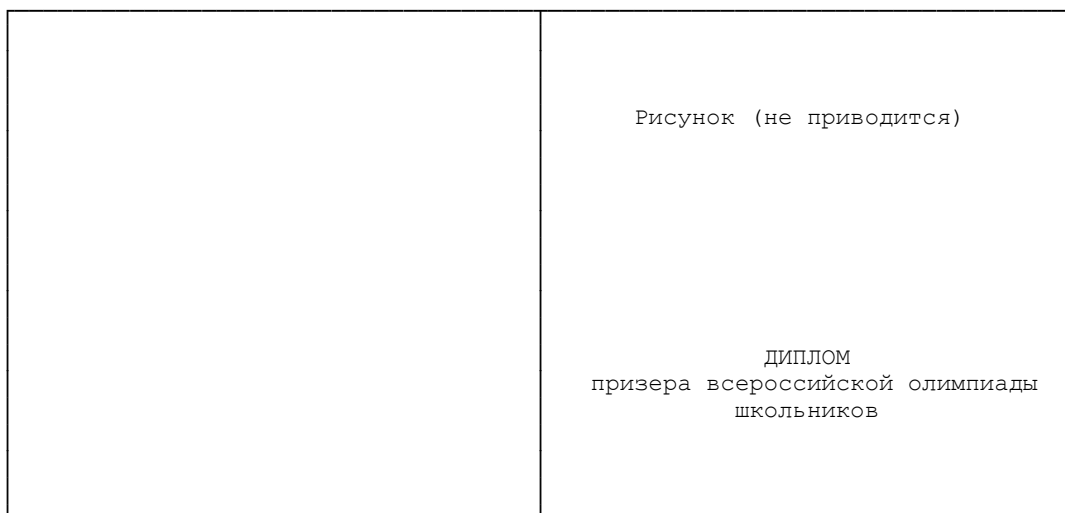 Рисунок (не приводится)
ДИПЛОМ
призера всероссийской олимпиады
школьников